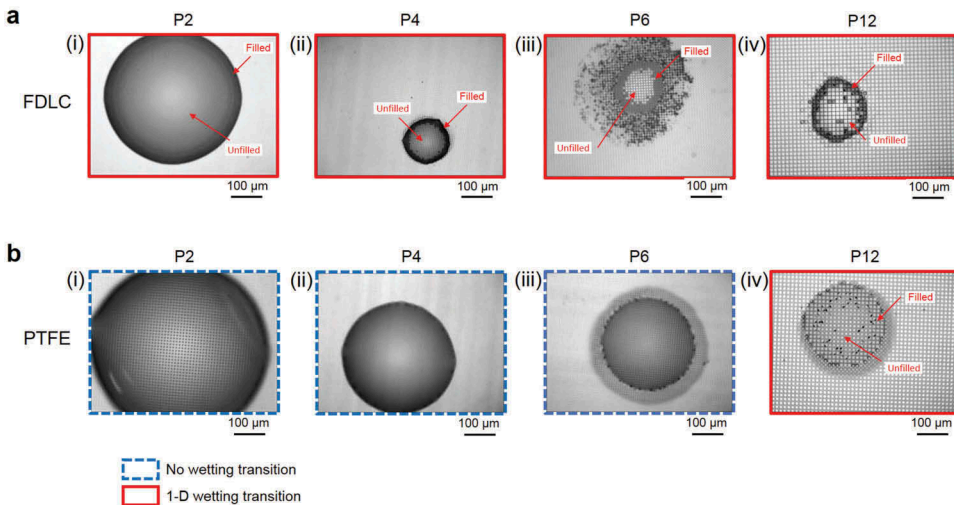 a
P2
P4
P6
P12
(i)
(ii)
(iii)
(iv)
FDLC
Filled
Unfilled
Unfilled
Filled
Filled
Unfilled
Filled
Unfilled
100 µm
100 µm
100 µm
100 µm
b
P2
P4
P6
P12
(i)
(ii)
(iii)
(iv)
PTFE
Filled
Unfilled
100 µm
100 µm
100 µm
100 µm
No wetting transition
1-D wetting transition